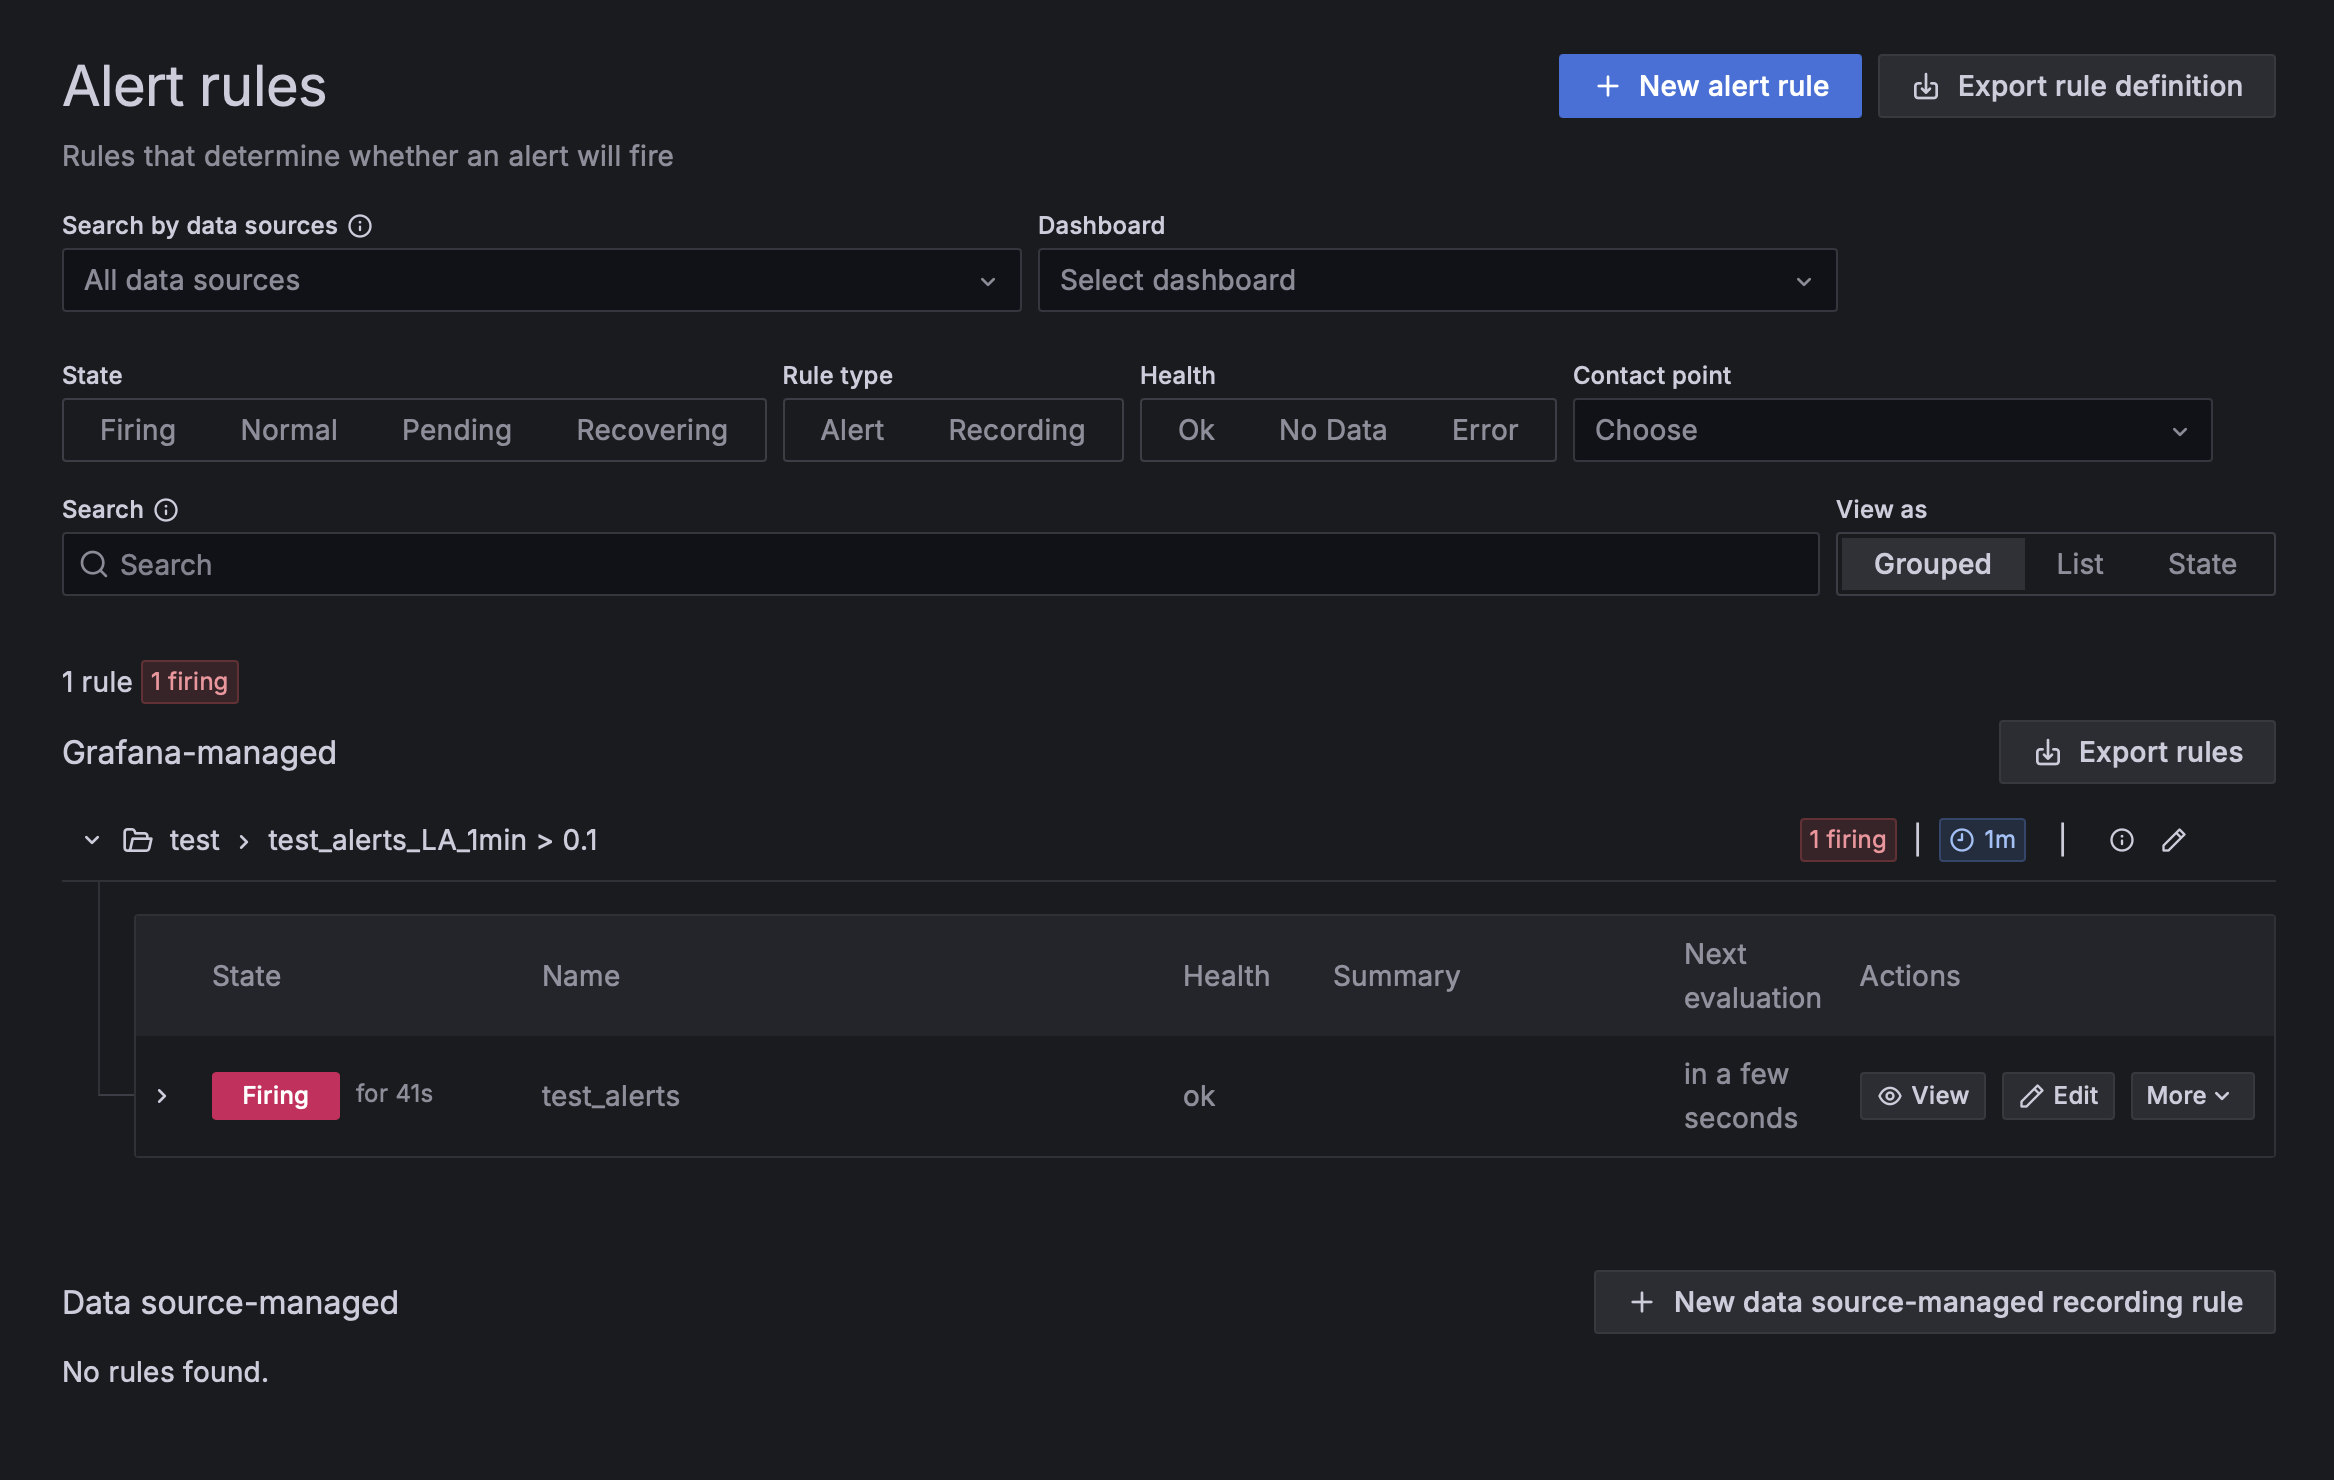 Alert rules
New alert rule
Export rule definition
Rules that determine whether an alert will fire
Search by data sources
Dashboard
All data sources
Select dashboard
State
Rule type
Health
Contact point
Firing Normal Pending Recovering
Alert Recording
Ok No Data Error
Choose
Search
View as
Search
Grouped List State
1 rule 1 firing
Grafana-managed
Export rules
test > test_alerts_LA_1min > 0.1
1 firing | 1m |
State Name Health Summary Next evaluation Actions
Firing for 41s test_alerts ok in a few seconds View Edit More
Data source-managed
New data source-managed recording rule
No rules found.